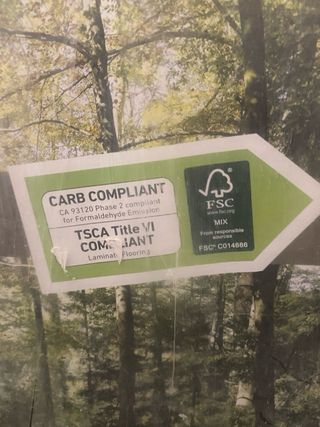 CARB COMPLIANT
CA 93120 Phase 2 compliant
for Formaldehyde Emission
TSCA Title VI
COMPLIANT
Laminate Flooring
FSC
www.fsc.org
MIX
From responsible
sources
FSC® C014686